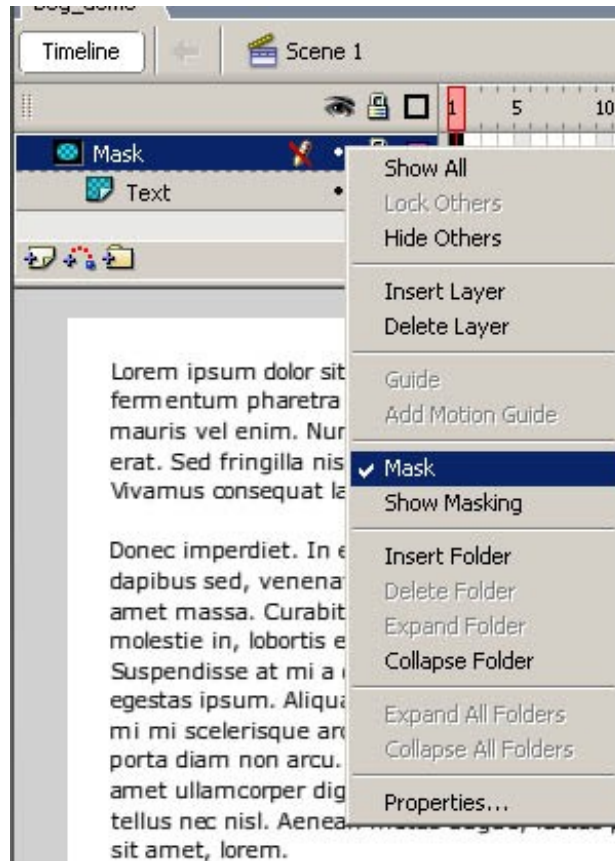 Timeline
Scene 1
1 5 10
Mask
Text
Show All
Lock Others
Hide Others
Insert Layer
Delete Layer
Guide
Add Motion Guide
Mask
Show Masking
Insert Folder
Delete Folder
Expand Folder
Collapse Folder
Expand All Folders
Collapse All Folders
Properties...
Lorem ipsum dolor sit
fermentum pharetra
mauris vel enim. Nun
erat. Sed fringilla nis
Vivamus consequat la
Donec imperdiet. In e
dapibus sed, venena
amet massa. Curabit
molestie in, lobortis e
Suspendisse at mi a
egestas ipsum. Aliqua
mi mi scelerisque arc
porta diam non arcu.
amet ullamcorper dig
tellus nec nisl. Aenean
sit amet, lorem.